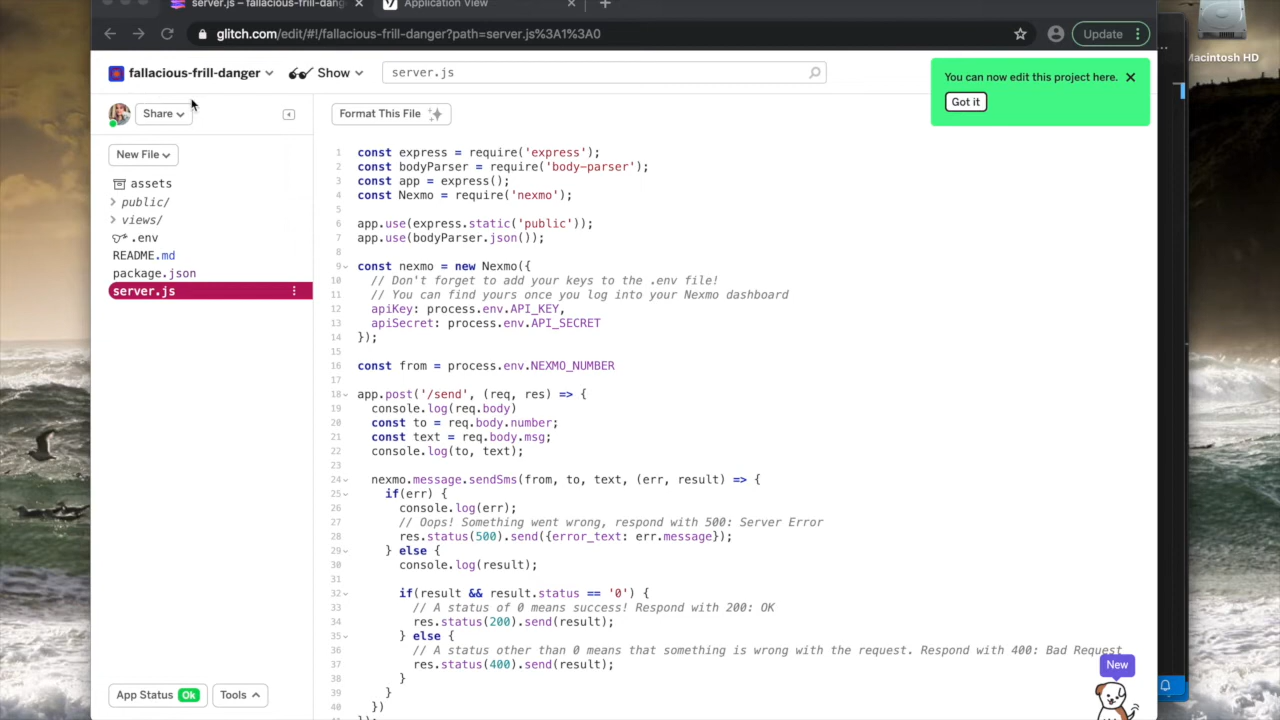 server.js – fallacious-frill-dang
Application View
glitch.com/edit/#!/fallacious-frill-danger?path=server.js%3A1%3A0
Update
Macintosh HD
fallacious-frill-danger
Show
server.js
You can now edit this project here.
Got it
Share
Format This File
New File
assets
public/
views/
.env
README.md
package.json
server.js
1 const express = require('express');
2 const bodyParser = require('body-parser');
3 const app = express();
4 const Nexmo = require('nexmo');
5
6 app.use(express.static('public'));
7 app.use(bodyParser.json());
8
9 const nexmo = new Nexmo({
10 // Don't forget to add your keys to the .env file!
11 // You can find yours once you log into your Nexmo dashboard
12 apiKey: process.env.API_KEY,
13 apiSecret: process.env.API_SECRET
14 });
15
16 const from = process.env.NEXMO_NUMBER
17
18 app.post('/send', (req, res) => {
19 console.log(req.body)
20 const to = req.body.number;
21 const text = req.body.msg;
22 console.log(to, text);
23
24 nexmo.message.sendSms(from, to, text, (err, result) => {
25 if(err) {
26 console.log(err);
27 // Oops! Something went wrong, respond with 500: Server Error
28 res.status(500).send({error_text: err.message});
29 } else {
30 console.log(result);
31
32 if(result && result.status == '0') {
33 // A status of 0 means success! Respond with 200: OK
34 res.status(200).send(result);
35 } else {
36 // A status other than 0 means that something is wrong with the request. Respond with 400: Bad Request
37 res.status(400).send(result);
38 }
39 }
40 })
41 });
New
App Status Ok
Tools